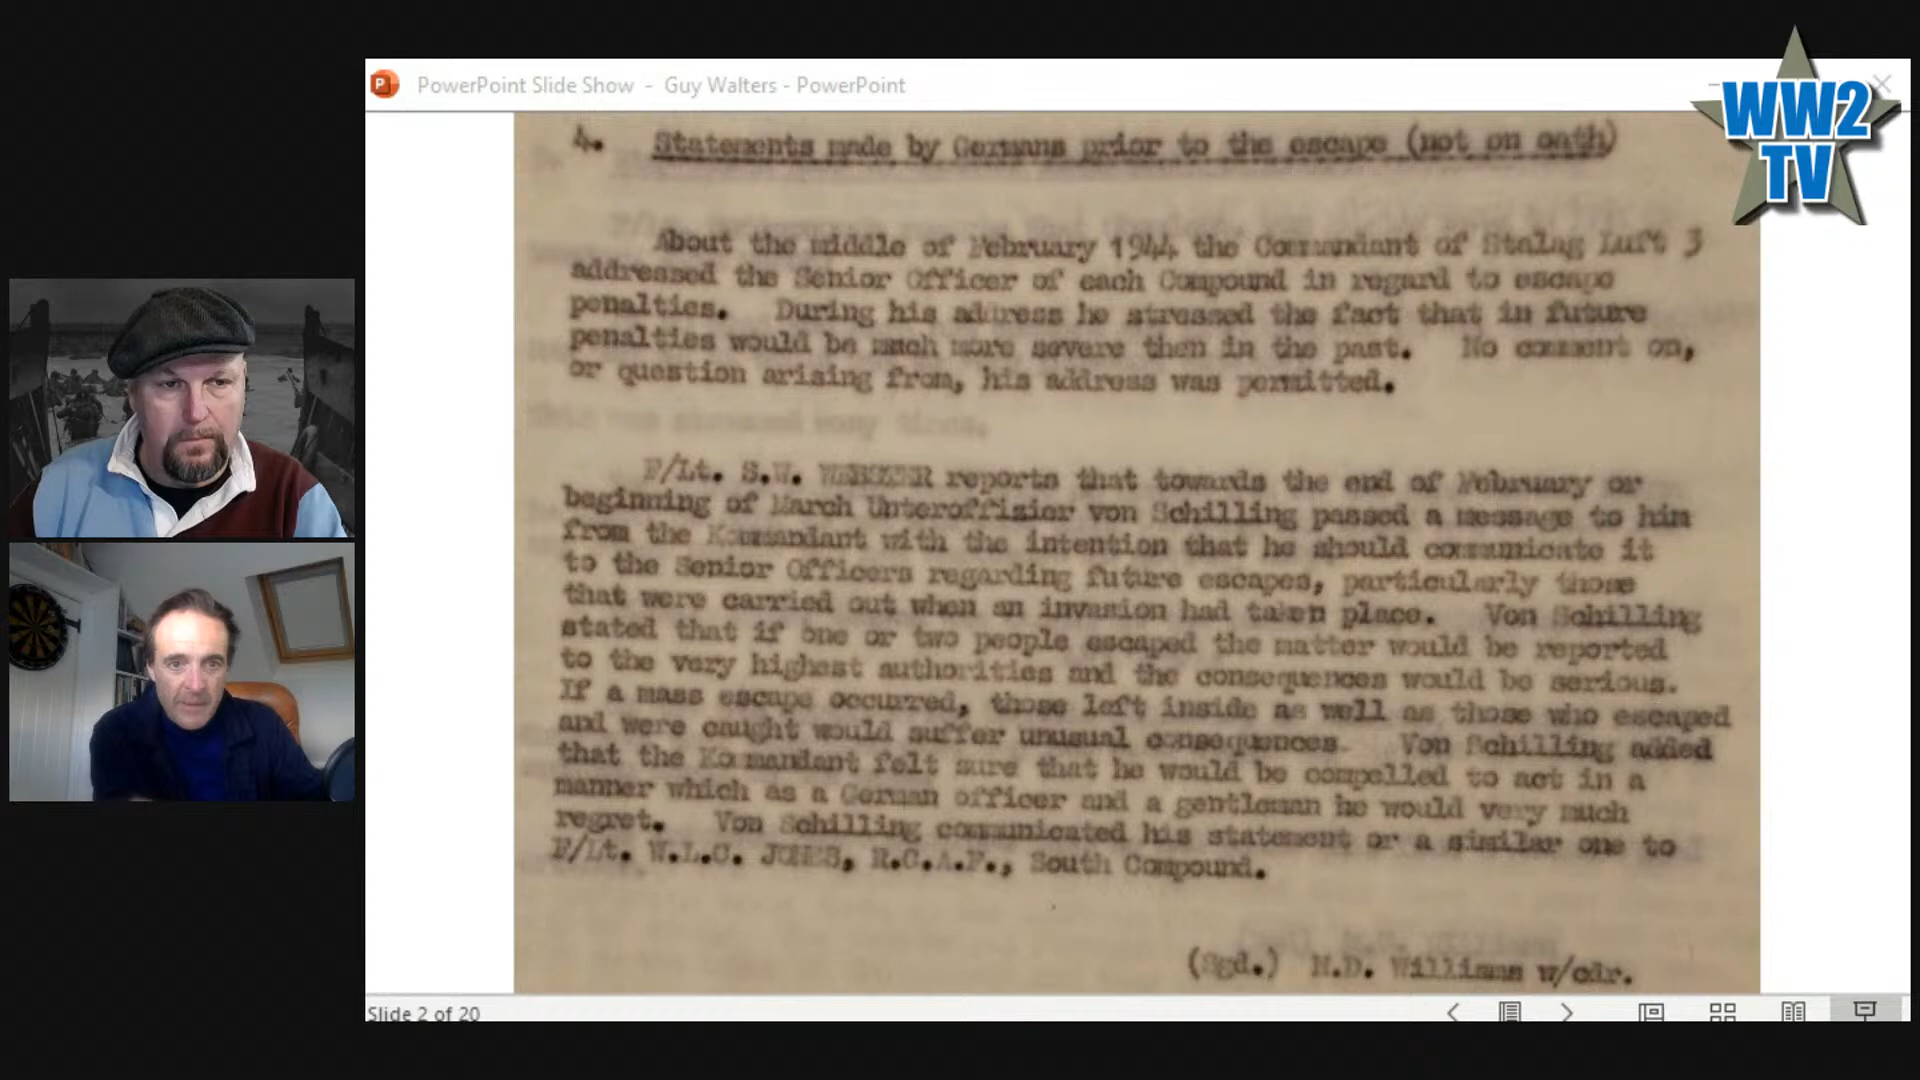 PowerPoint Slide Show - Guy Walters - PowerPoint
WW2
TV
4. Statements made by Germans prior to the escape (not on oath)
About the middle of February 1944 the Commandant of Stalag Luft 3
addressed the Senior Officer of each Compound in regard to escape
penalties. During his address he stressed the fact that in future
penalties would be much more severe then in the past. No comment on,
or question arising from, his address was permitted.
F/Lt. S.W. reports that towards the end of February or
beginning of March Unteroffizier von Schilling passed a message to him
from the Kommandant with the intention that he should communicate it
to the Senior Officers regarding future escapes, particularly those
that were carried out when an invasion had taken place. Von Schilling
stated that if one or two people escaped the matter would be reported
to the very highest authorities and the consequences would be serious.
If a mass escape occurred, those left inside as well as those who escaped
and were caught would suffer unusual consequences. Von Schilling added
that the Kommandant felt sure that he would be compelled to act in a
manner which as a German officer and a gentleman he would very much
regret. Von Schilling communicated his statement or a similar one to
F/Lt. W.L.C. JONES, R.C.A.F., South Compound.
(Sgd.) M.D. Williams w/cdr.
Slide 2 of 20